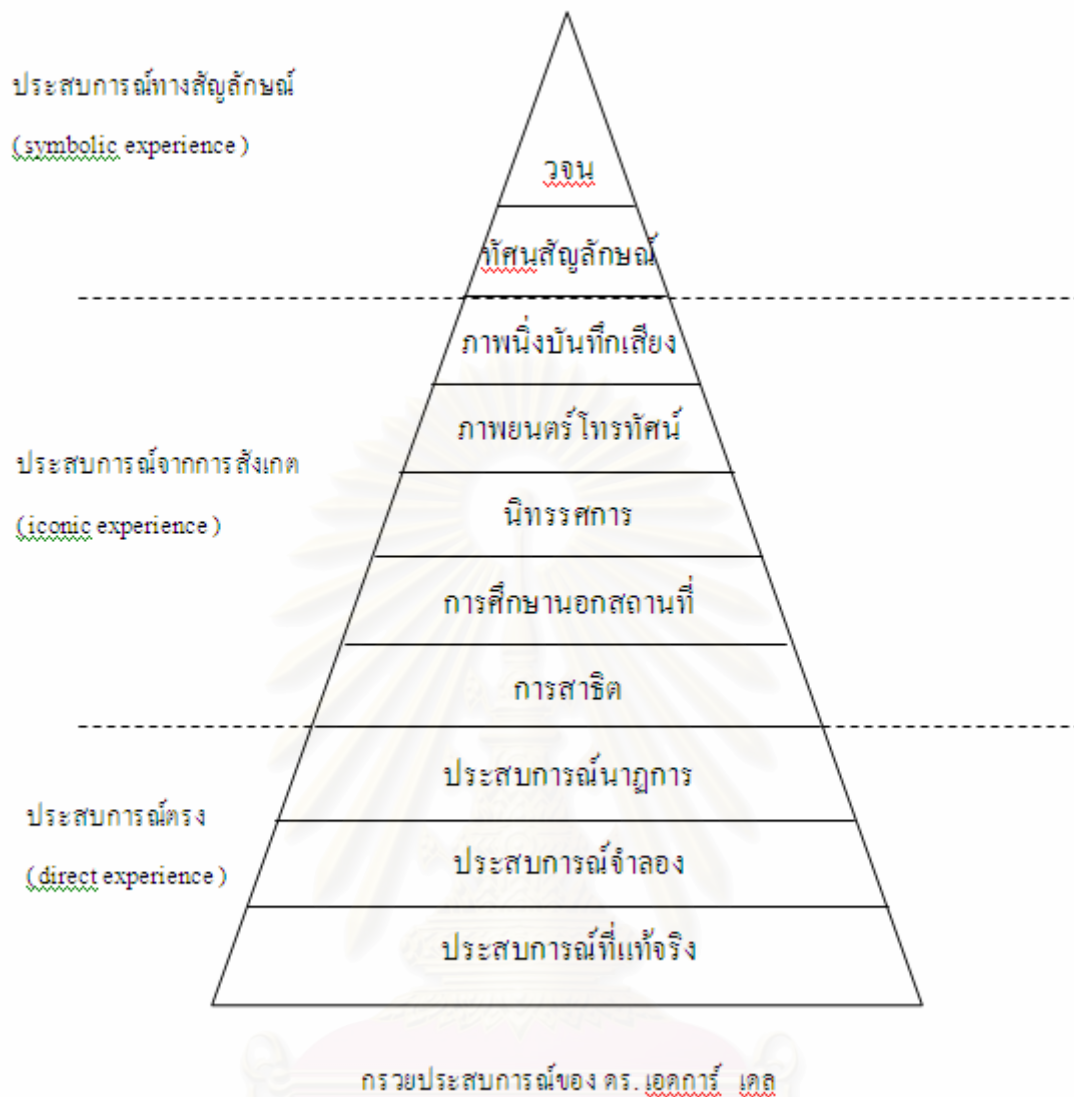 ประสบการณ์ทางสัญลักษณ์
( symbolic experience )
วจน
ทัศนสัญลักษณ์
ภาพนิ่งบันทึกเสียง
ภาพยนตร์ โทรทัศน์
ประสบการณ์จากการสังเกต
( iconic experience )
นิทรรศการ
การศึกษานอกสถานที่
การสาธิต
ประสบการณ์นาฏการ
ประสบการณ์ตรง
( direct experience )
ประสบการณ์จำลอง
ประสบการณ์ที่แท้จริง
กรวยประสบการณ์ของ ดร. เอดการ์ เดล